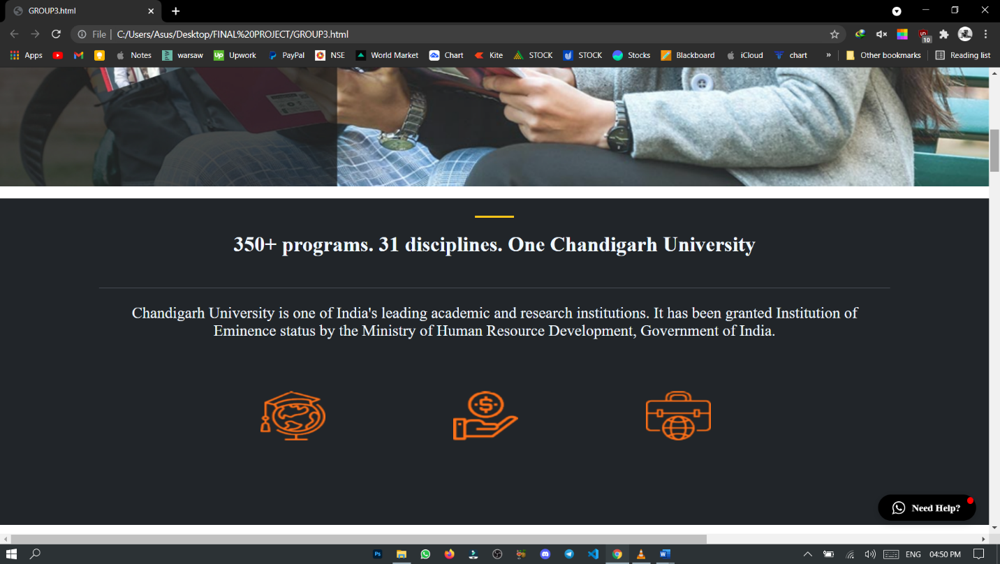 GROUP3.html
File | C:/Users/Asus/Desktop/FINAL%20PROJECT/GROUP3.html
10
Apps Notes warsaw Up Upwork PayPal NSE World Market Chart Kite STOCK STOCK Stocks Blackboard iCloud chart » Other bookmarks Reading list
350+ programs. 31 disciplines. One Chandigarh University
Chandigarh University is one of India's leading academic and research institutions. It has been granted Institution of
Eminence status by the Ministry of Human Resource Development, Government of India.
$
Need Help?
Ps W ENG 04:50 PM